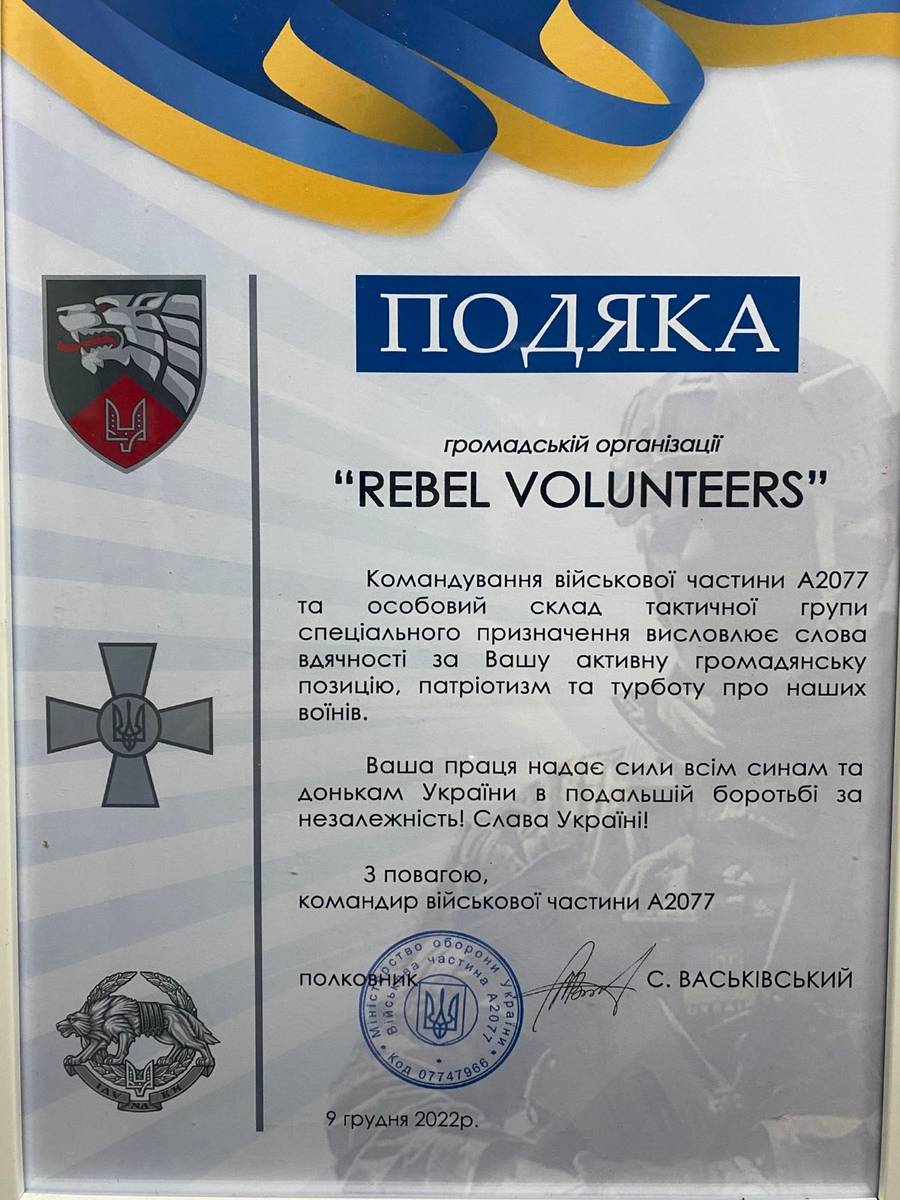 ПОДЯКА
громадській організації
“REBEL VOLUNTEERS”
Командування військової частини А2077
та особовий склад тактичної групи
спеціального призначення висловлює слова
вдячності за Вашу активну громадянську
позицію, патріотизм та турботу про наших
воїнів.
Ваша праця надає сили всім синам та
донькам України в подальшій боротьбі за
незалежність! Слава Україні!
З повагою,
командир військової частини А2077
полковник
С. ВАСЬКІВСЬКИЙ
Міністерство оборони України
Військова частина А2077
* Код 07747966 *
ІДУ НА ВИ
9 грудня 2022р.